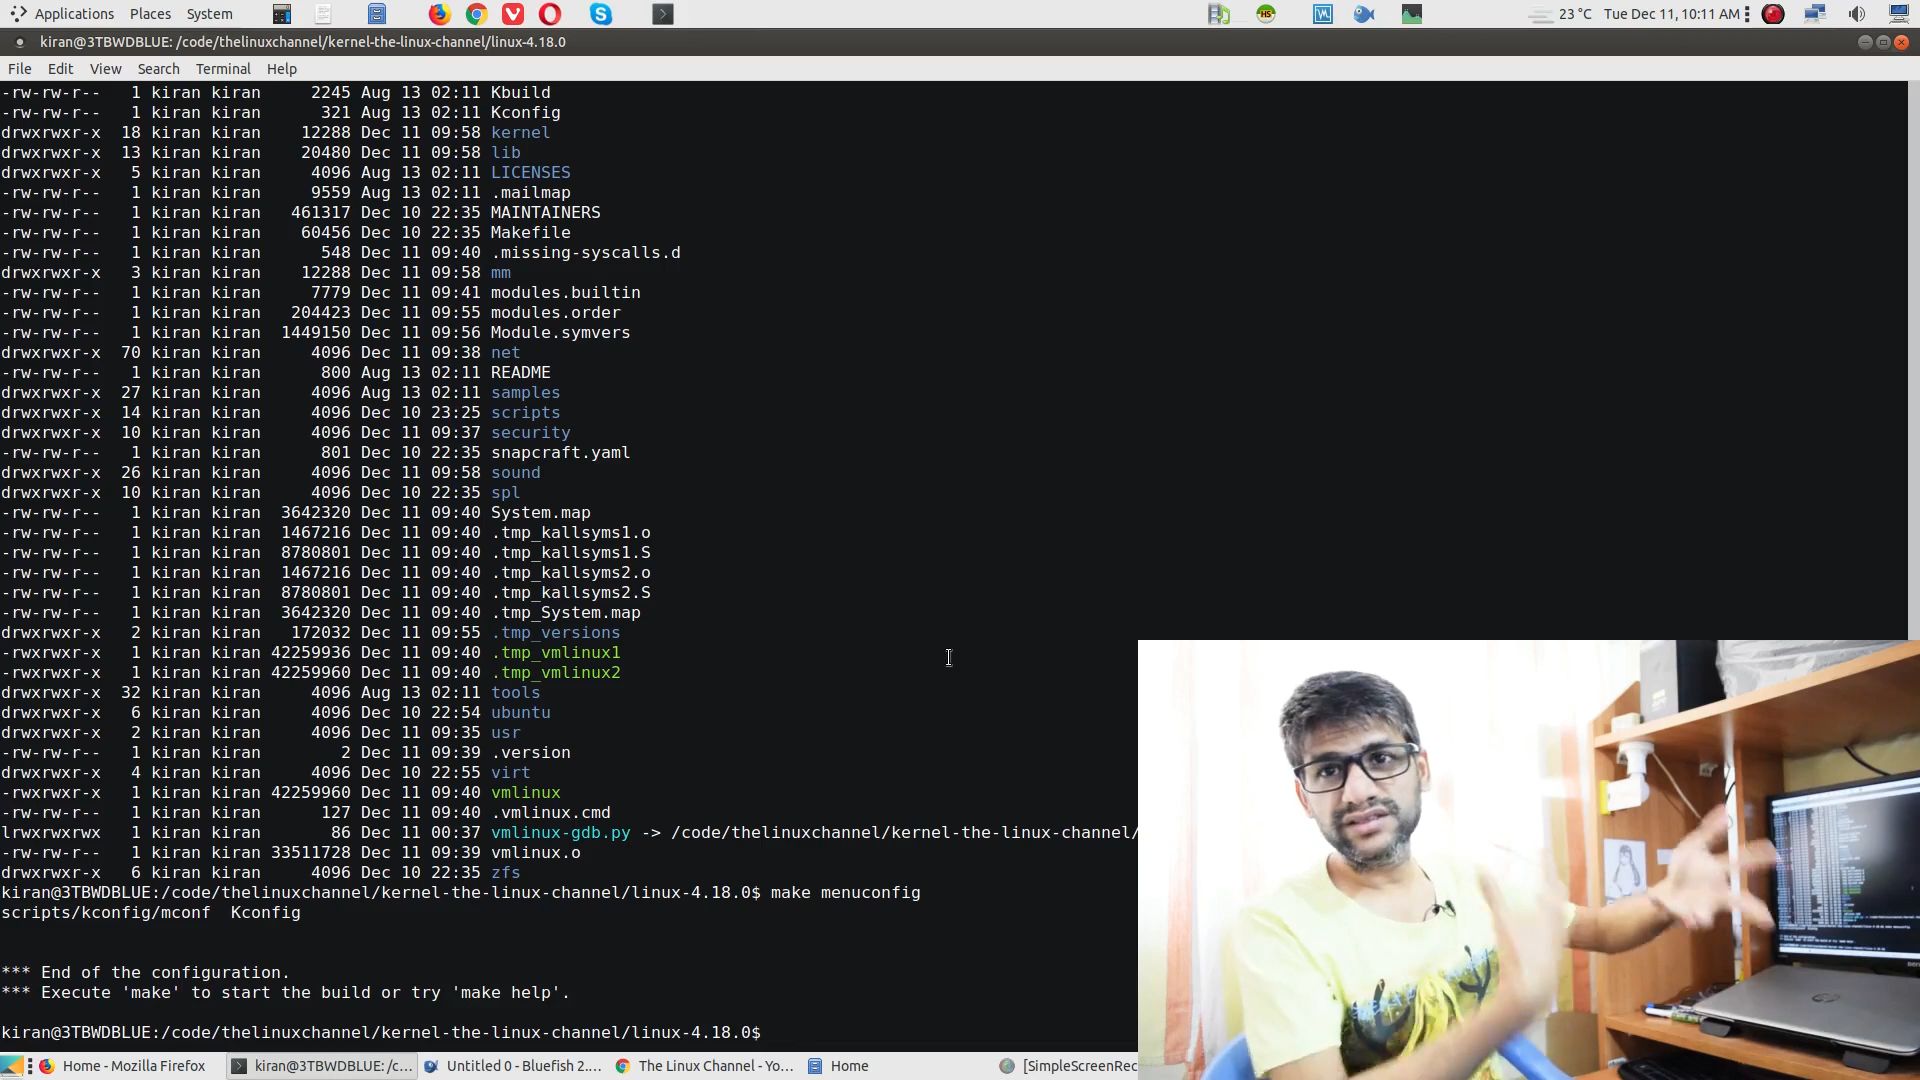 Applications Places System 23 °C Tue Dec 11, 10:11 AM
kiran@3TBWDBLUE: /code/thelinuxchannel/kernel-the-linux-channel/linux-4.18.0
File Edit View Search Terminal Help
-rw-rw-r-- 1 kiran kiran 2245 Aug 13 02:11 Kbuild
-rw-rw-r-- 1 kiran kiran 321 Aug 13 02:11 Kconfig
drwxrwxr-x 18 kiran kiran 12288 Dec 11 09:58 kernel
drwxrwxr-x 13 kiran kiran 20480 Dec 11 09:58 lib
drwxrwxr-x 5 kiran kiran 4096 Aug 13 02:11 LICENSES
-rw-rw-r-- 1 kiran kiran 9559 Aug 13 02:11 .mailmap
-rw-rw-r-- 1 kiran kiran 461317 Dec 10 22:35 MAINTAINERS
-rw-rw-r-- 1 kiran kiran 60456 Dec 10 22:35 Makefile
-rw-rw-r-- 1 kiran kiran 548 Dec 11 09:40 .missing-syscalls.d
drwxrwxr-x 3 kiran kiran 12288 Dec 11 09:58 mm
-rw-rw-r-- 1 kiran kiran 7779 Dec 11 09:41 modules.builtin
-rw-rw-r-- 1 kiran kiran 204423 Dec 11 09:55 modules.order
-rw-rw-r-- 1 kiran kiran 1449150 Dec 11 09:56 Module.symvers
drwxrwxr-x 70 kiran kiran 4096 Dec 11 09:38 net
-rw-rw-r-- 1 kiran kiran 800 Aug 13 02:11 README
drwxrwxr-x 27 kiran kiran 4096 Aug 13 02:11 samples
drwxrwxr-x 14 kiran kiran 4096 Dec 10 23:25 scripts
drwxrwxr-x 10 kiran kiran 4096 Dec 11 09:37 security
-rw-rw-r-- 1 kiran kiran 801 Dec 10 22:35 snapcraft.yaml
drwxrwxr-x 26 kiran kiran 4096 Dec 11 09:58 sound
drwxrwxr-x 10 kiran kiran 4096 Dec 10 22:35 spl
-rw-rw-r-- 1 kiran kiran 3642320 Dec 11 09:40 System.map
-rw-rw-r-- 1 kiran kiran 1467216 Dec 11 09:40 .tmp_kallsyms1.o
-rw-rw-r-- 1 kiran kiran 8780801 Dec 11 09:40 .tmp_kallsyms1.S
-rw-rw-r-- 1 kiran kiran 1467216 Dec 11 09:40 .tmp_kallsyms2.o
-rw-rw-r-- 1 kiran kiran 8780801 Dec 11 09:40 .tmp_kallsyms2.S
-rw-rw-r-- 1 kiran kiran 3642320 Dec 11 09:40 .tmp_System.map
drwxrwxr-x 2 kiran kiran 172032 Dec 11 09:55 .tmp_versions
-rwxrwxr-x 1 kiran kiran 42259936 Dec 11 09:40 .tmp_vmlinux1
-rwxrwxr-x 1 kiran kiran 42259960 Dec 11 09:40 .tmp_vmlinux2
drwxrwxr-x 32 kiran kiran 4096 Aug 13 02:11 tools
drwxrwxr-x 6 kiran kiran 4096 Dec 10 22:54 ubuntu
drwxrwxr-x 2 kiran kiran 4096 Dec 11 09:35 usr
-rw-rw-r-- 1 kiran kiran 2 Dec 11 09:39 .version
drwxrwxr-x 4 kiran kiran 4096 Dec 10 22:55 virt
-rwxrwxr-x 1 kiran kiran 42259960 Dec 11 09:40 vmlinux
-rw-rw-r-- 1 kiran kiran 127 Dec 11 09:40 .vmlinux.cmd
lrwxrwxrwx 1 kiran kiran 86 Dec 11 00:37 vmlinux-gdb.py -> /code/thelinuxchannel/kernel-the-linux-channel/
-rw-rw-r-- 1 kiran kiran 33511728 Dec 11 09:39 vmlinux.o
drwxrwxr-x 6 kiran kiran 4096 Dec 10 22:35 zfs
kiran@3TBWDBLUE:/code/thelinuxchannel/kernel-the-linux-channel/linux-4.18.0$ make menuconfig
scripts/kconfig/mconf Kconfig
*** End of the configuration.
*** Execute 'make' to start the build or try 'make help'.
kiran@3TBWDBLUE:/code/thelinuxchannel/kernel-the-linux-channel/linux-4.18.0$
Home - Mozilla Firefox kiran@3TBWDBLUE: /c... Untitled 0 - Bluefish 2.... The Linux Channel - Yo... Home [SimpleScreenRec